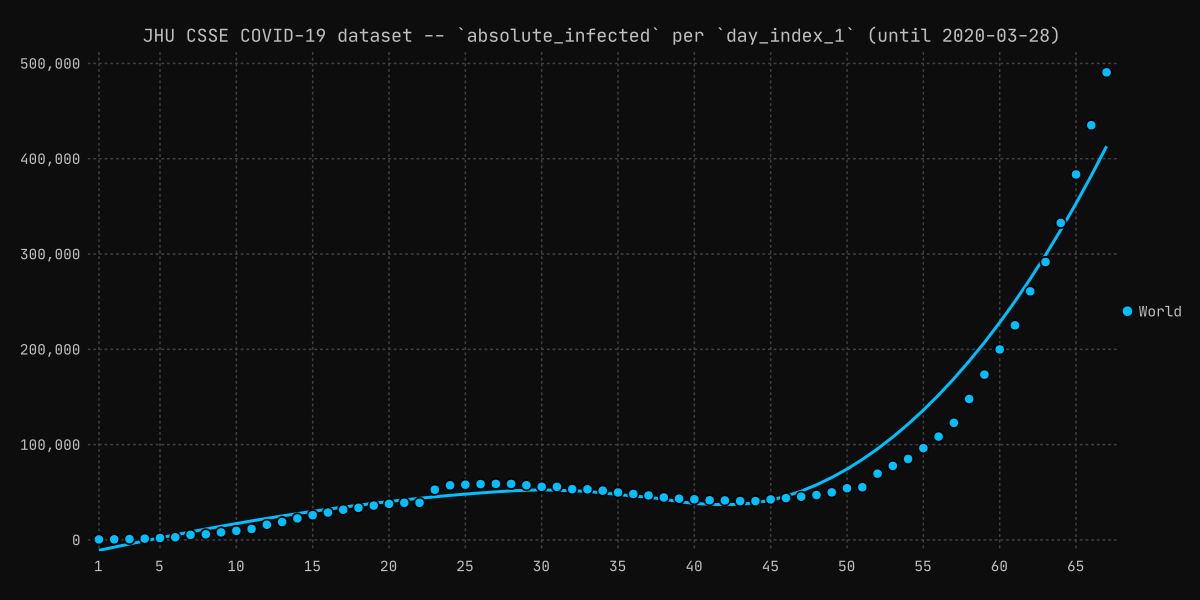 JHU CSSE COVID-19 dataset -- `absolute_infected` per `day_index_1` (until 2020-03-28)
500,000
400,000
300,000
200,000
100,000
0
1 5 10 15 20 25 30 35 40 45 50 55 60 65
World